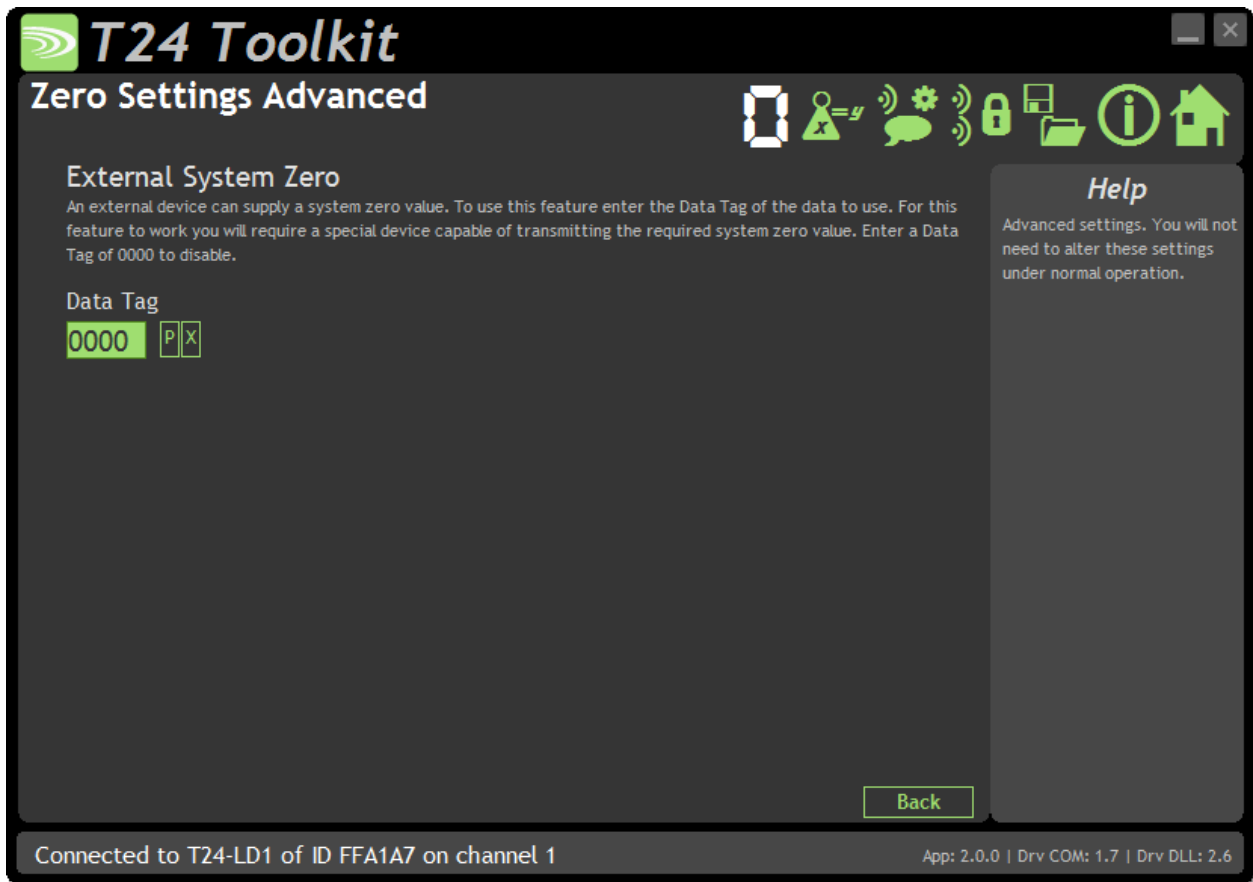 T24 Toolkit
Zero Settings Advanced
0
x=y
External System Zero
An external device can supply a system zero value. To use this feature enter the Data Tag of the data to use. For this
feature to work you will require a special device capable of transmitting the required system zero value. Enter a Data
Tag of 0000 to disable.
Data Tag
0000 P X
Back
Help
Advanced settings. You will not
need to alter these settings
under normal operation.
Connected to T24-LD1 of ID FFA1A7 on channel 1
App: 2.0.0 | Drv COM: 1.7 | Drv DLL: 2.6